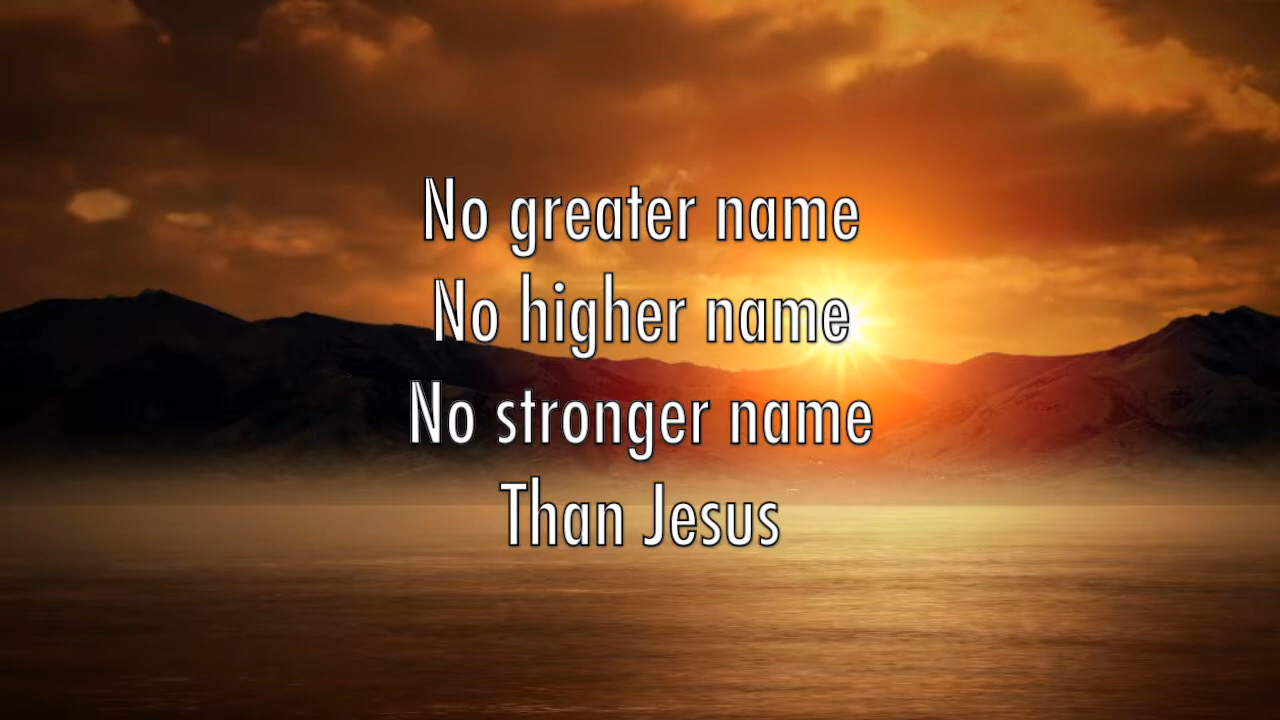 No greater name
No higher name
No stronger name
Than Jesus